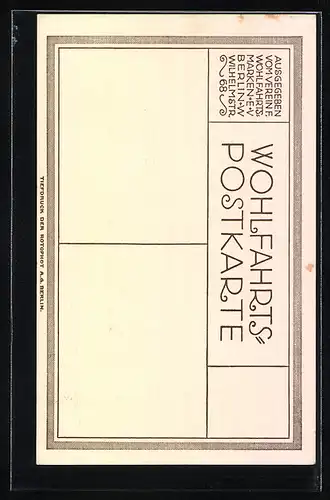 AUSGEGEBEN
VOM VEREIN F.
WOHLFAHRTS-
MARKEN E·V
BERLIN·W
WILHELMSTR.
68
WOHLFAHRTS=
POSTKARTE
TIEFDRUCK DER ROTOPHOT A.G. BERLIN.